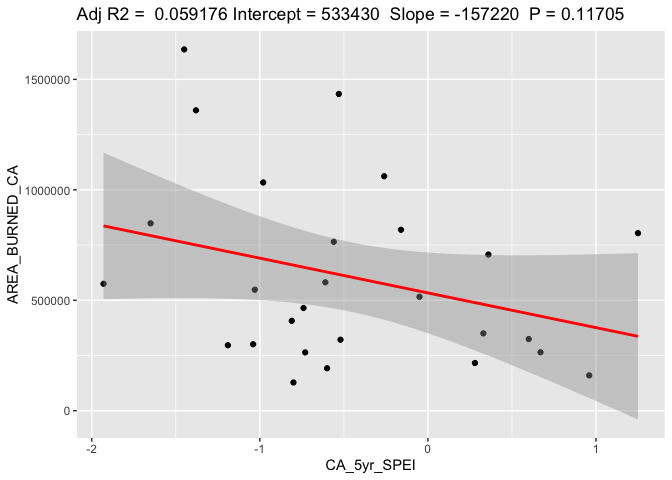 Adj R2 =  0.059176 Intercept = 533430  Slope = -157220  P = 0.11705
1500000
1000000
500000
0
AREA_BURNED_CA
-2 -1 0 1
CA_5yr_SPEI